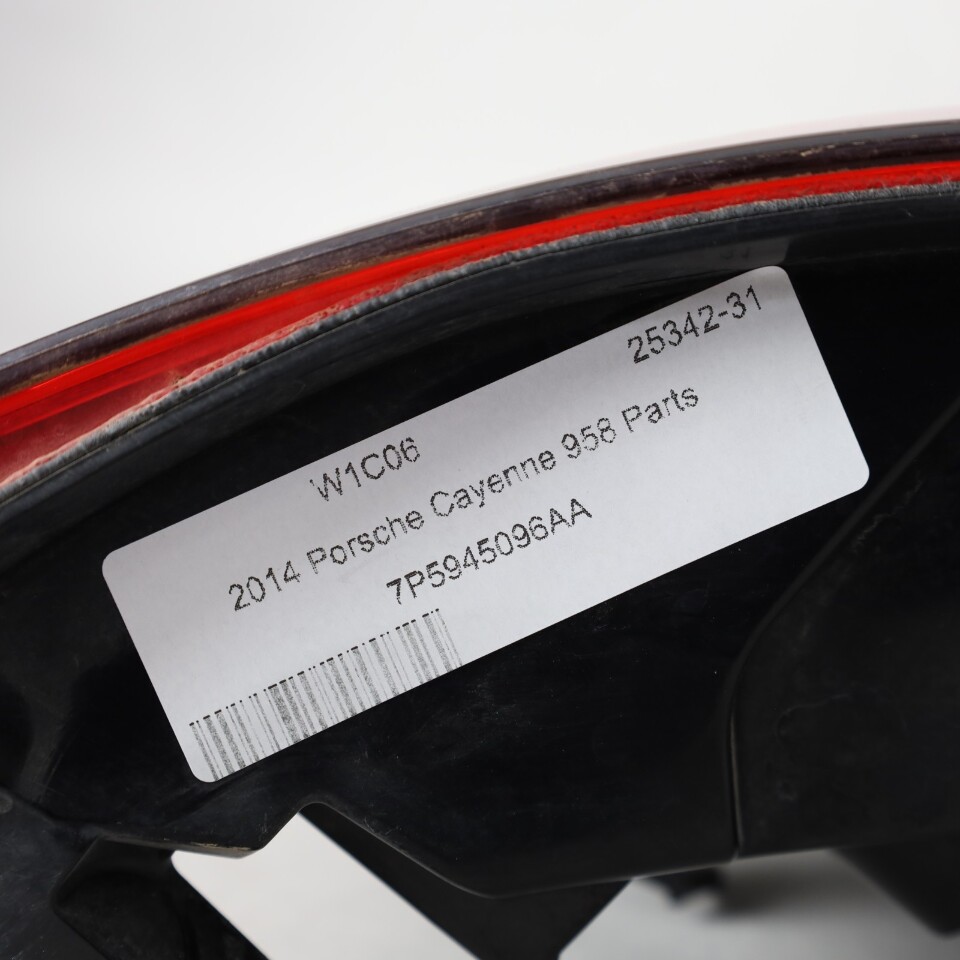 25342-31
W1C06
2014 Porsche Cayenne 958 Parts
7P5945096AA